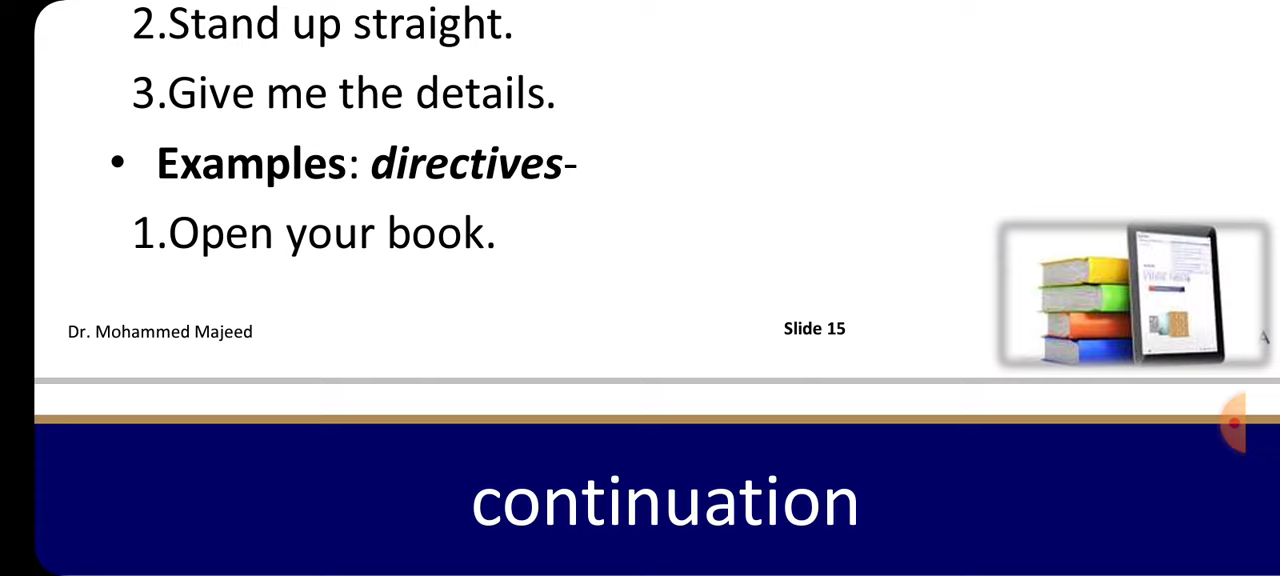 2.Stand up straight.
3.Give me the details.
• Examples: directives-
1.Open your book.
Dr. Mohammed Majeed
Slide 15
A
continuation